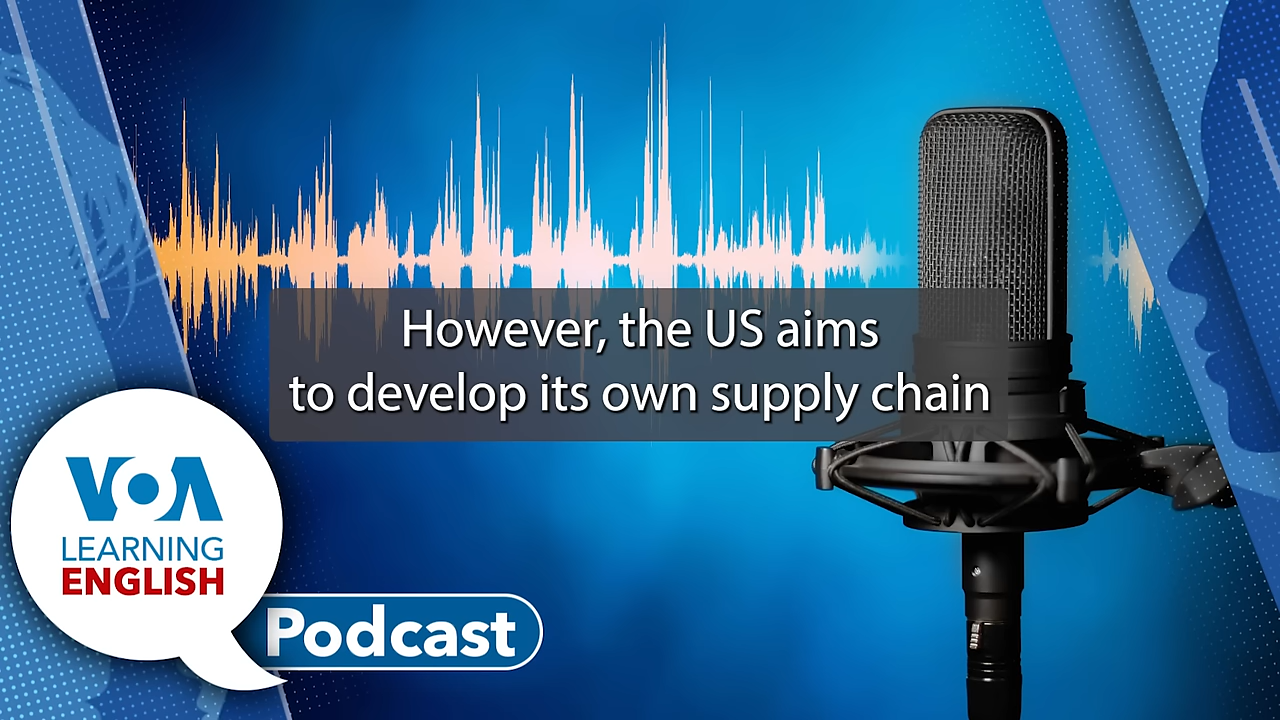 However, the US aims
to develop its own supply chain
VOA
LEARNING
ENGLISH
Podcast